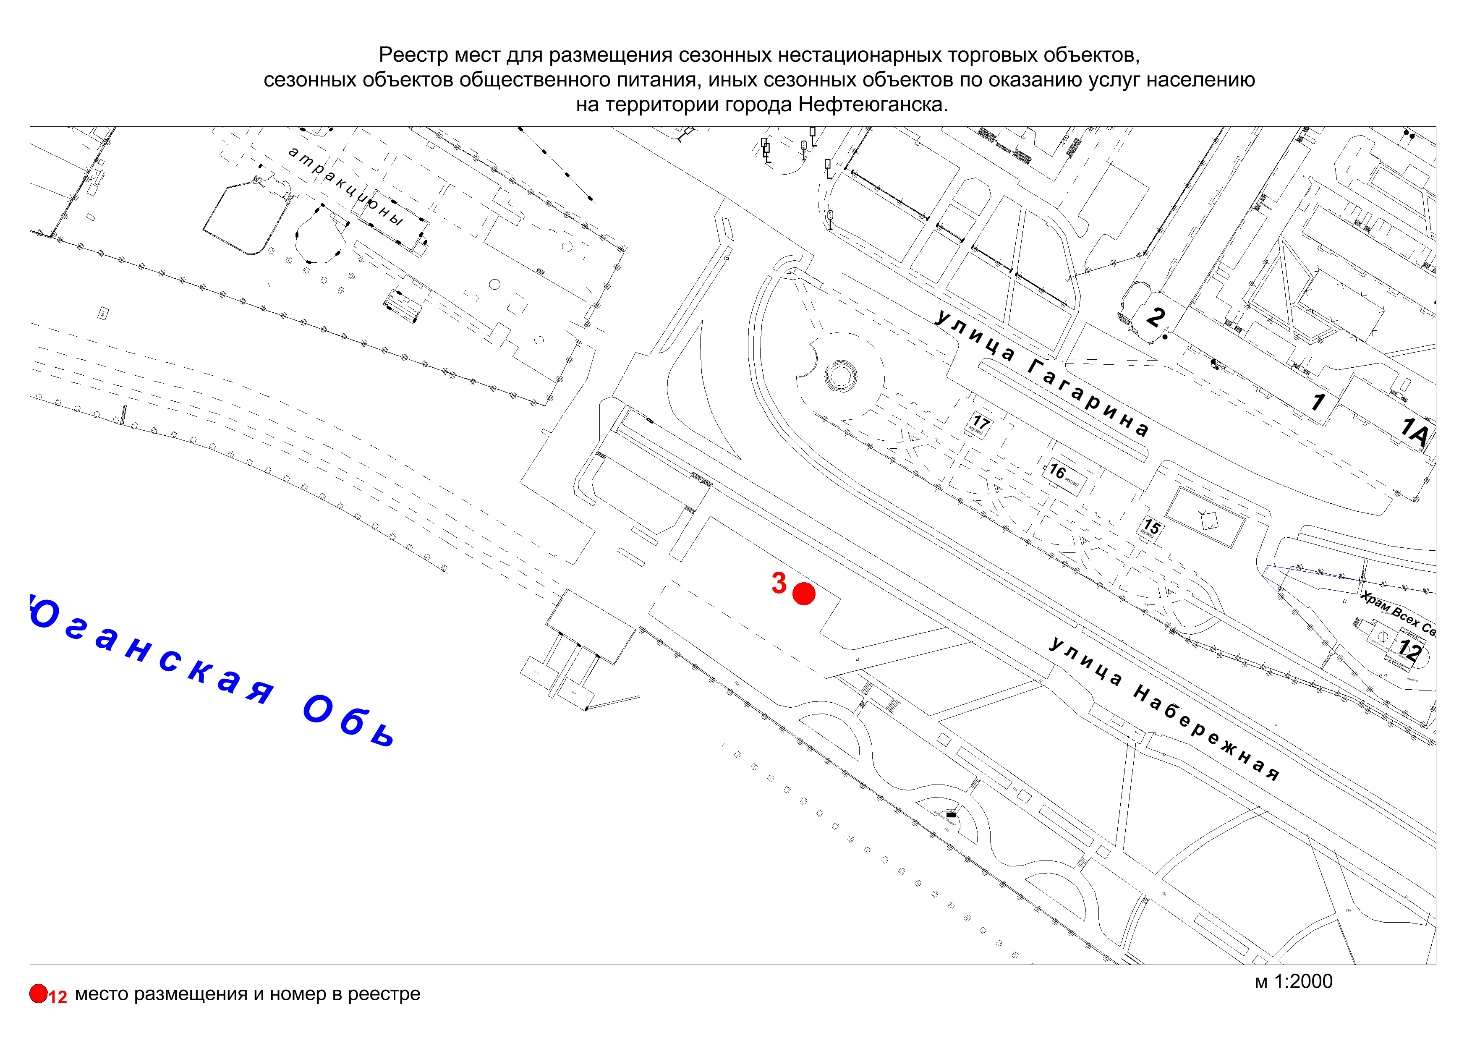 Реестр мест для размещения сезонных нестационарных торговых объектов,
сезонных объектов общественного питания, иных сезонных объектов по оказанию услуг населению
на территории города Нефтеюганска.
атракционы
улица Гагарина
2
1
1А
17
16
15
3
Храм Всех Св
12
улица Набережная
Юганская Обь
12 место размещения и номер в реестре
м 1:2000